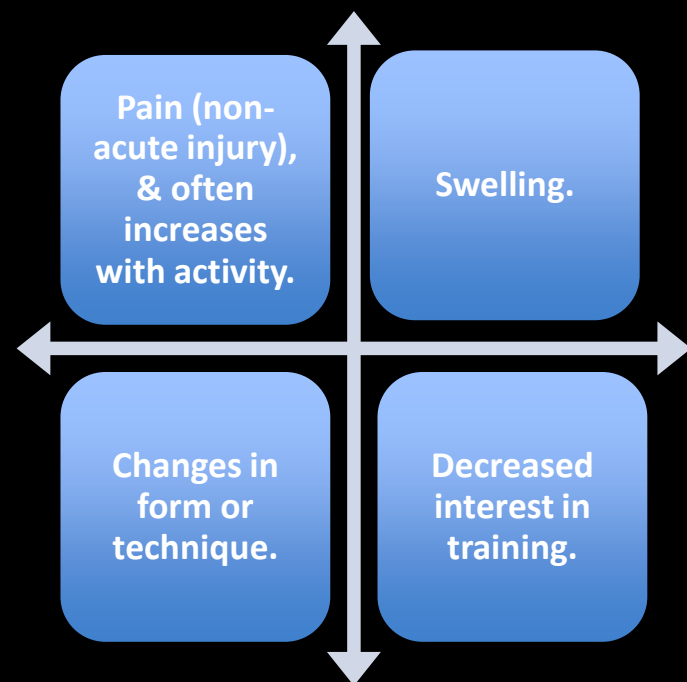 Pain (non-
acute injury),
& often
increases
with activity.
Swelling.
Changes in
form or
technique.
Decreased
interest in
training.